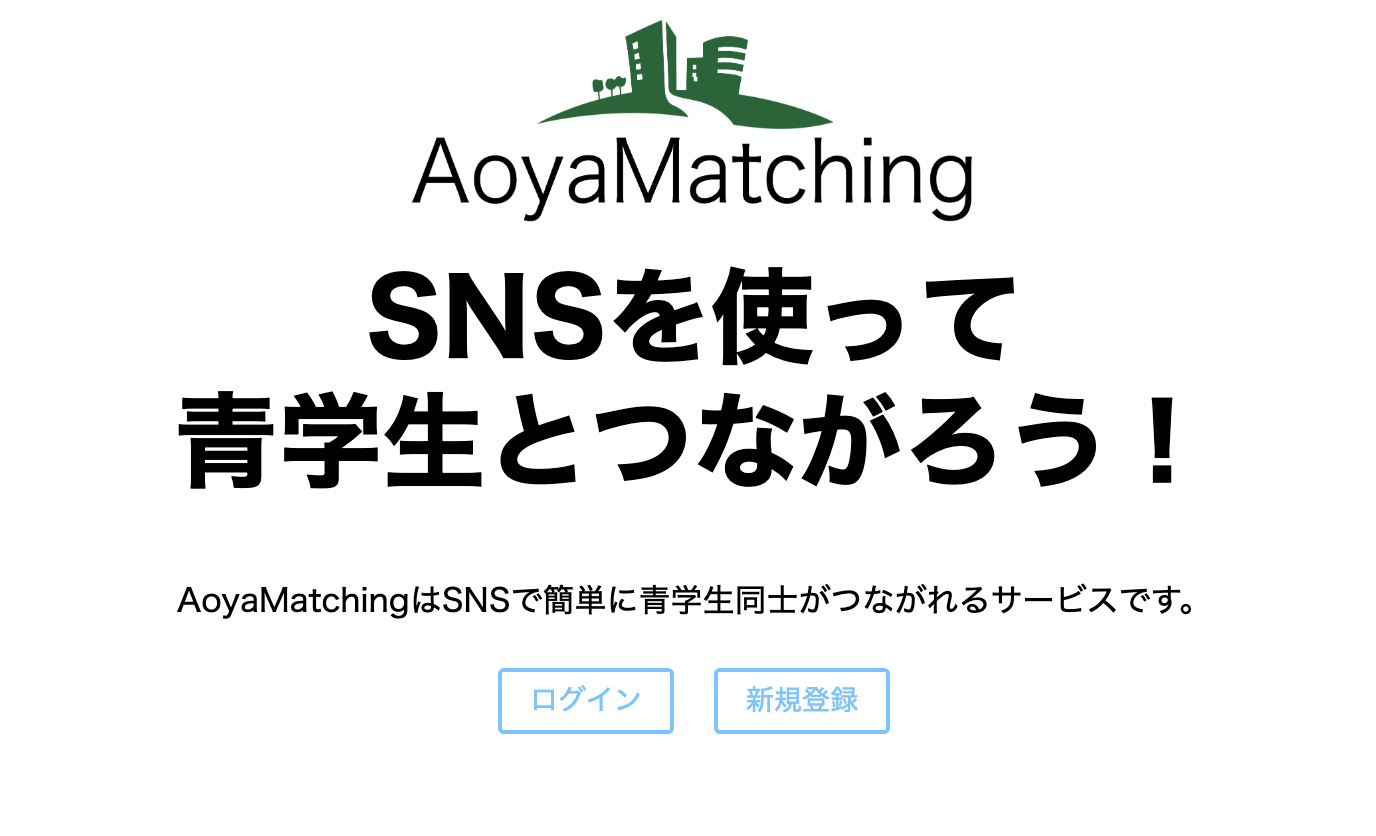 AoyaMatching
SNSを使って
青学生とつながろう！
AoyaMatchingはSNSで簡単に青学生同士がつながれるサービスです。
ログイン
新規登録